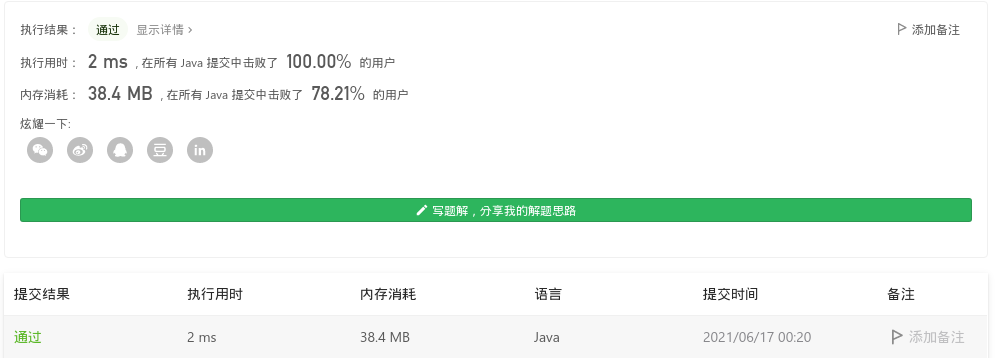 执行结果： 通过 显示详情 › 添加备注
执行用时： 2 ms , 在所有 Java 提交中击败了 100.00% 的用户
内存消耗： 38.4 MB , 在所有 Java 提交中击败了 78.21% 的用户
炫耀一下:
豆 in
写题解，分享我的解题思路
提交结果 执行用时 内存消耗 语言 提交时间 备注
通过 2 ms 38.4 MB Java 2021/06/17 00:20 添加备注